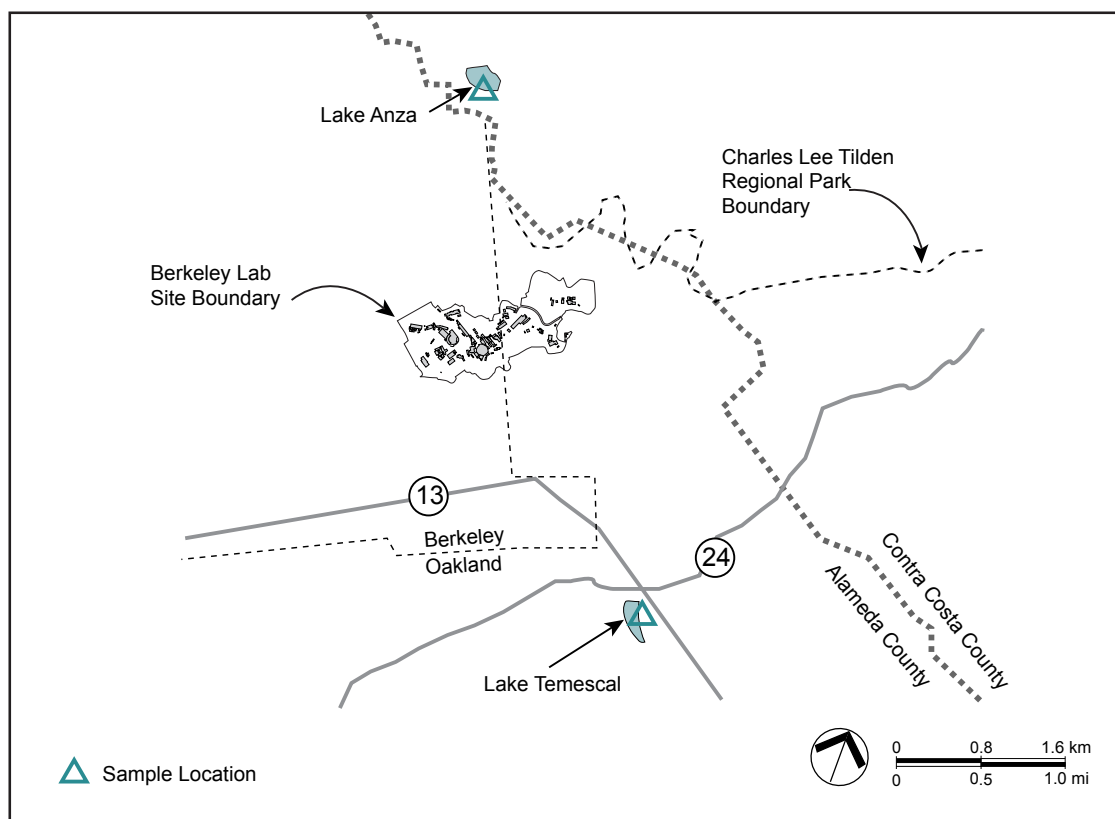 Lake Anza
Charles Lee Tilden
Regional Park
Boundary
Berkeley Lab
Site Boundary
13
Berkeley
Oakland
24
Contra Costa County
Alameda County
Lake Temescal
Sample Location
0 0.8 1.6 km
0 0.5 1.0 mi